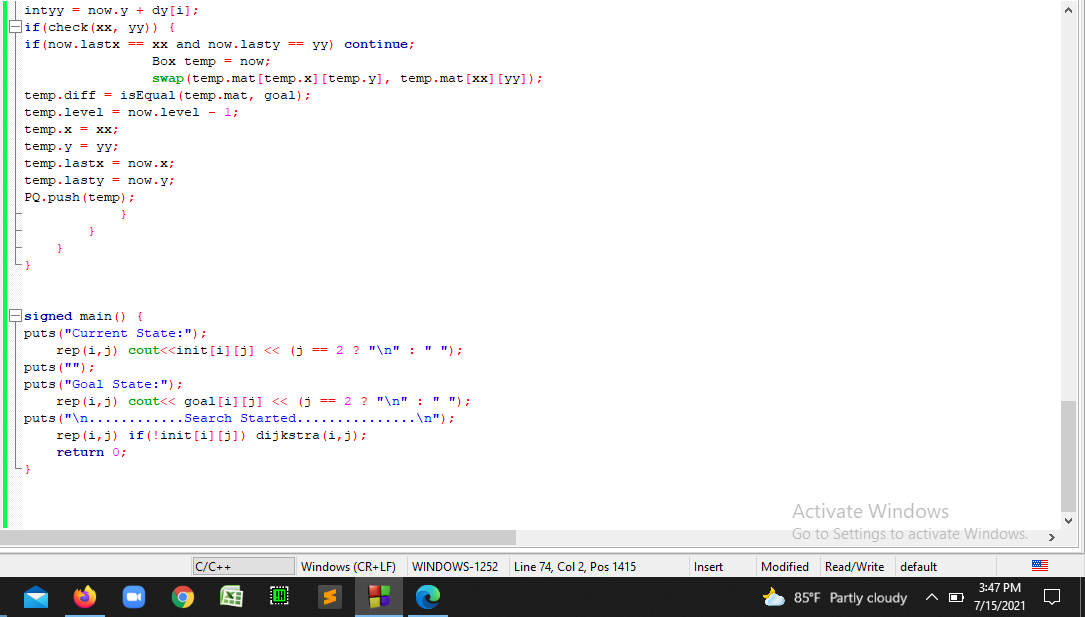 intyy = now.y + dy[i];
if(check(xx, yy)) {
if(now.lastx == xx and now.lasty == yy) continue;
Box temp = now;
swap(temp.mat[temp.x][temp.y], temp.mat[xx][yy]);
temp.diff = isEqual(temp.mat, goal);
temp.level = now.level - 1;
temp.x = xx;
temp.y = yy;
temp.lastx = now.x;
temp.lasty = now.y;
PQ.push(temp);
}
}
}
}
signed main() {
puts("Current State:");
rep(i,j) cout<<init[i][j] << (j == 2 ? "\n" : " ");
puts("");
puts("Goal State:");
rep(i,j) cout<< goal[i][j] << (j == 2 ? "\n" : " ");
puts("\n............Search Started...............\n");
rep(i,j) if(!init[i][j]) dijkstra(i,j);
return 0;
}
Activate Windows
Go to Settings to activate Windows.
C/C++ Windows (CR+LF) WINDOWS-1252 Line 74, Col 2, Pos 1415 Insert Modified Read/Write default
85°F Partly cloudy
3:47 PM
7/15/2021